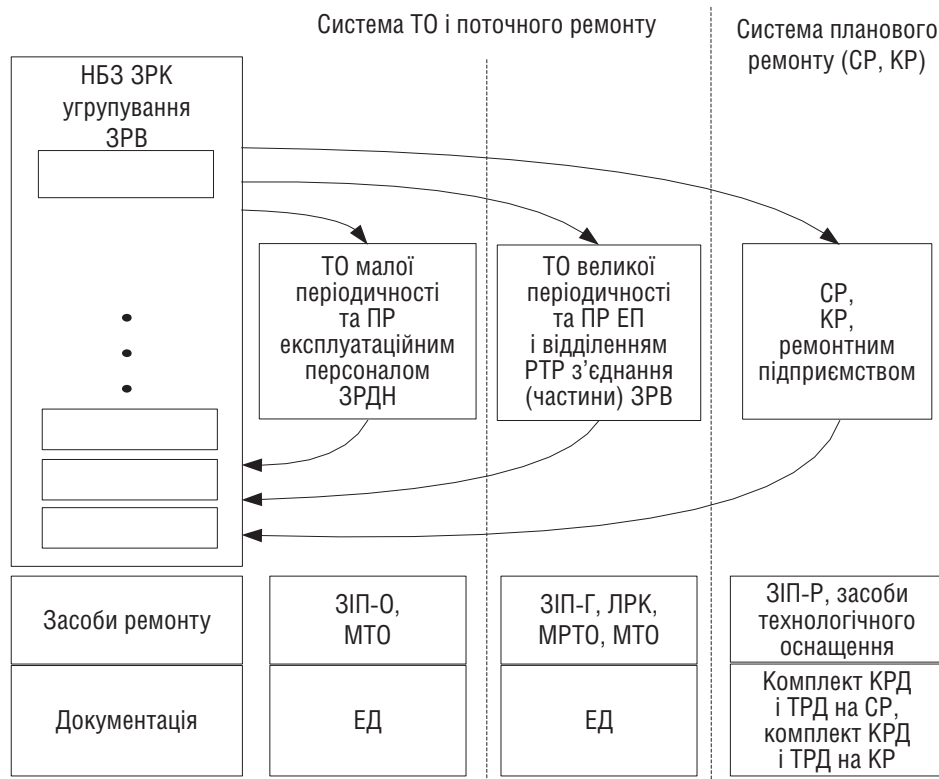 Система ТО і поточного ремонту
Система планового
ремонту (СР, КР)
НБЗ ЗРК
угрупування
ЗРВ
ТО малої
періодичності
та ПР
експлуатаційним
персоналом
ЗРДН
ТО великої
періодичності
та ПР ЕП
і відділенням
РТР з’єднання
(частини) ЗРВ
СР,
КР,
ремонтним
підприємством
Засоби ремонту
ЗІП-О,
МТО
ЗІП-Г, ЛРК,
МРТО, МТО
ЗІП-Р, засоби
технологічного
оснащення
Документація
ЕД
ЕД
Комплект КРД
і ТРД на СР,
комплект КРД
і ТРД на КР